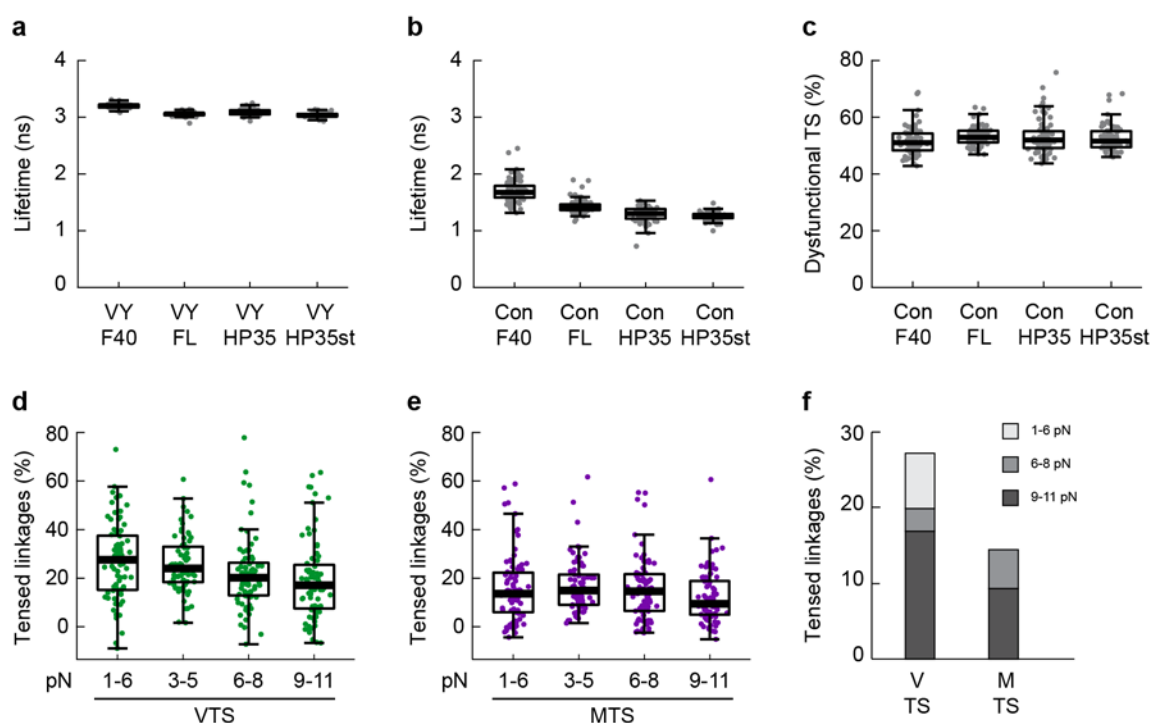 a
Lifetime (ns)
4
3
2
1
0
VY VY VY VY
F40 FL HP35 HP35st
b
Lifetime (ns)
4
3
2
1
0
Con Con Con Con
F40 FL HP35 HP35st
c
Dysfunctional TS (%)
80
60
40
20
0
Con Con Con Con
F40 FL HP35 HP35st
d
Tensed linkages (%)
80
60
40
20
0
pN 1-6 3-5 6-8 9-11
VTS
e
Tensed linkages (%)
80
60
40
20
0
pN 1-6 3-5 6-8 9-11
MTS
f
Tensed linkages (%)
30
20
10
0
1-6 pN
6-8 pN
9-11 pN
V M
TS TS